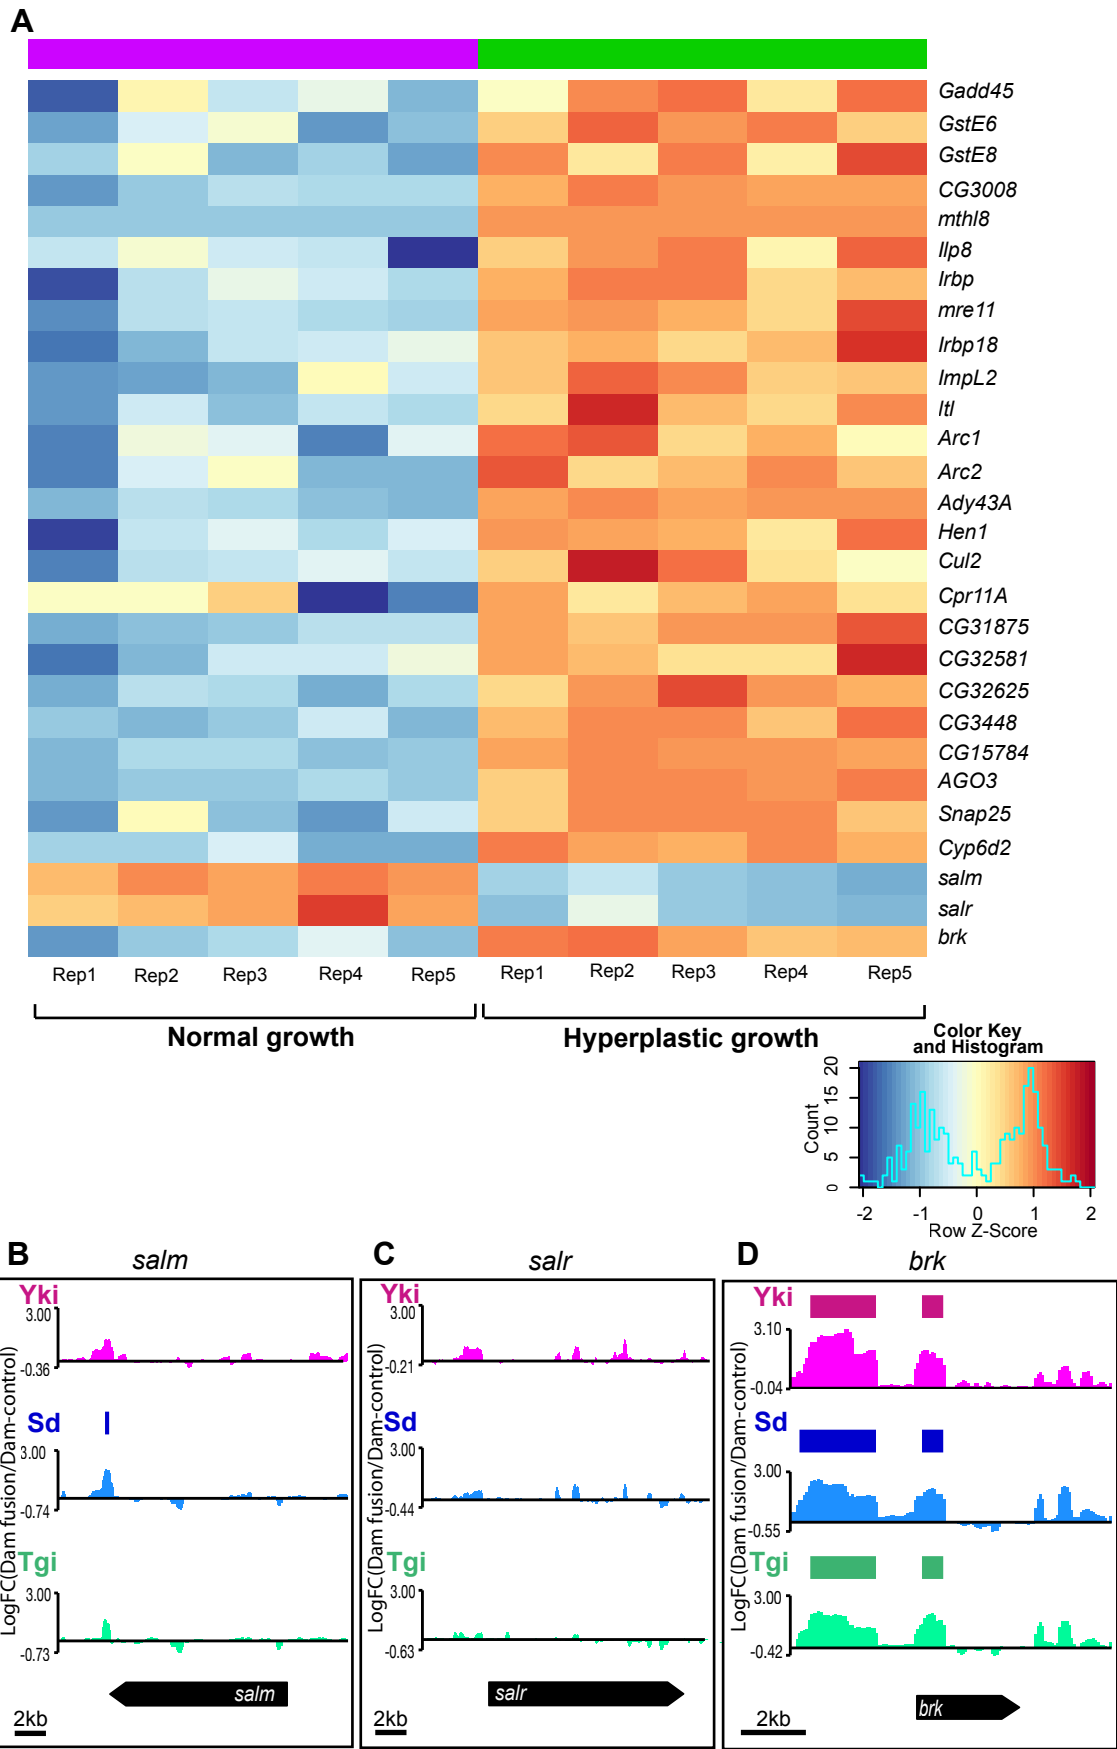 A
Gadd45
GstE6
GstE8
CG3008
mthl8
Ilp8
Irbp
mre11
Irbp18
ImpL2
Itl
Arc1
Arc2
Ady43A
Hen1
Cul2
Cpr11A
CG31875
CG32581
CG32625
CG3448
CG15784
AGO3
Snap25
Cyp6d2
salm
salr
brk
Rep1 Rep2 Rep3 Rep4 Rep5 Rep1 Rep2 Rep3 Rep4 Rep5
Normal growth Hyperplastic growth
Color Key
and Histogram
Count
0 5 10 15 20
-2 -1 0 1 2
Row Z-Score
B salm
LogFC(Dam fusion/Dam-control)
Yki
3.00
-0.36
Sd
3.00
-0.74
Tgi
3.00
-0.73
salm
2kb
C salr
LogFC(Dam fusion/Dam-control)
Yki
3.00
-0.21
Sd
3.00
-0.44
Tgi
3.00
-0.63
salr
2kb
D brk
LogFC(Dam fusion/Dam-control)
Yki
3.10
-0.04
Sd
3.00
-0.55
Tgi
3.00
-0.42
brk
2kb